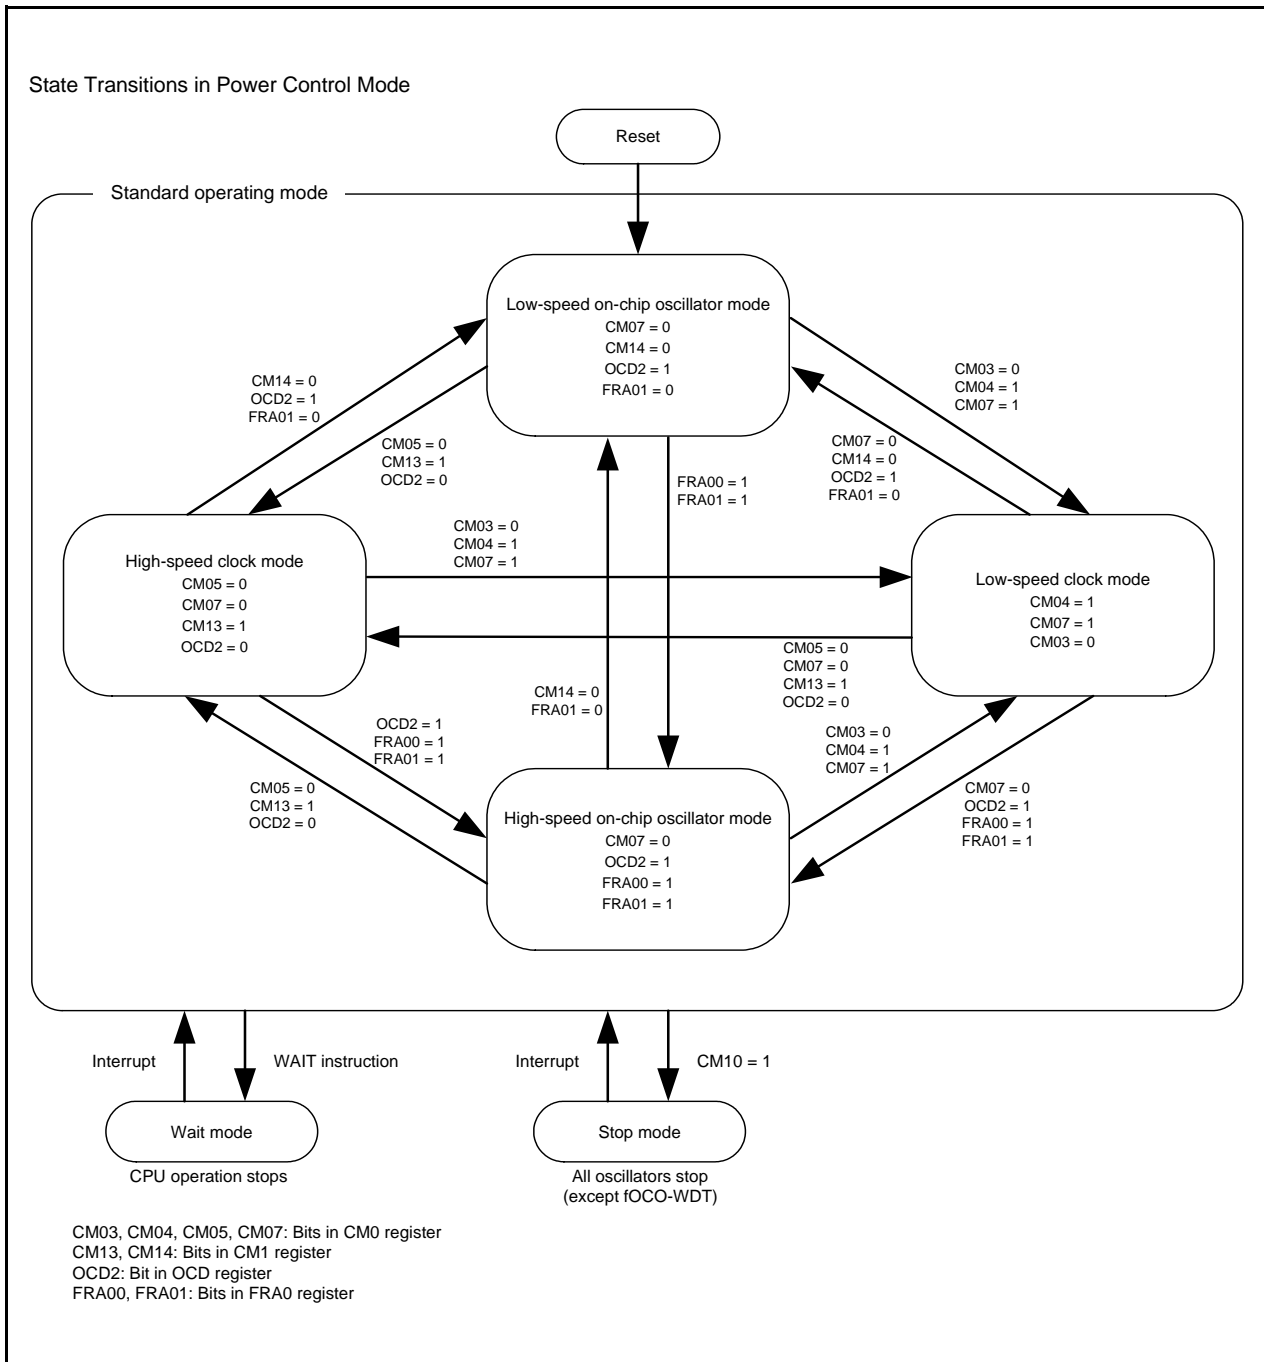 State Transitions in Power Control Mode
Reset
Standard operating mode
Low-speed on-chip oscillator mode
CM07 = 0
CM14 = 0
OCD2 = 1
FRA01 = 0
CM14 = 0
OCD2 = 1
FRA01 = 0
CM05 = 0
CM13 = 1
OCD2 = 0
CM03 = 0
CM04 = 1
CM07 = 1
CM07 = 0
CM14 = 0
OCD2 = 1
FRA01 = 0
FRA00 = 1
FRA01 = 1
High-speed clock mode
CM05 = 0
CM07 = 0
CM13 = 1
OCD2 = 0
CM03 = 0
CM04 = 1
CM07 = 1
Low-speed clock mode
CM04 = 1
CM07 = 1
CM03 = 0
CM05 = 0
CM07 = 0
CM13 = 1
OCD2 = 0
CM14 = 0
FRA01 = 0
OCD2 = 1
FRA00 = 1
FRA01 = 1
CM05 = 0
CM13 = 1
OCD2 = 0
CM03 = 0
CM04 = 1
CM07 = 1
CM07 = 0
OCD2 = 1
FRA00 = 1
FRA01 = 1
High-speed on-chip oscillator mode
CM07 = 0
OCD2 = 1
FRA00 = 1
FRA01 = 1
Interrupt
WAIT instruction
Interrupt
CM10 = 1
Wait mode
CPU operation stops
Stop mode
All oscillators stop
(except fOCO-WDT)
CM03, CM04, CM05, CM07: Bits in CM0 register
CM13, CM14: Bits in CM1 register
OCD2: Bit in OCD register
FRA00, FRA01: Bits in FRA0 register